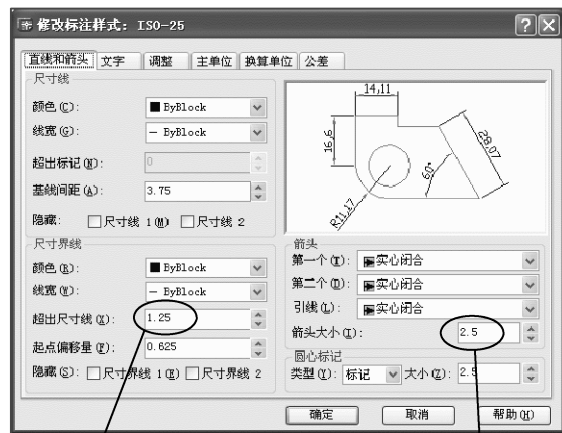 修改标注样式: ISO-25
直线和箭头 文字 调整 主单位 换算单位 公差
尺寸线
颜色(C): ByBlock
线宽(G): ByBlock
超出标记(N): 0
基线间距(A): 3.75
隐藏: 尺寸线 1(M) 尺寸线 2
14,11
16,6
28,07
60°
R11,17
尺寸界线
颜色(R): ByBlock
线宽(W): ByBlock
超出尺寸线(X): 1.25
起点偏移量(F): 0.625
隐藏(S): 尺寸界线 1(E) 尺寸界线 2
箭头
第一个(T): 实心闭合
第二个(D): 实心闭合
引线(L): 实心闭合
箭头大小(I): 2.5
圆心标记
类型(Y): 标记 大小(Z): 2.5
确定 取消 帮助(H)